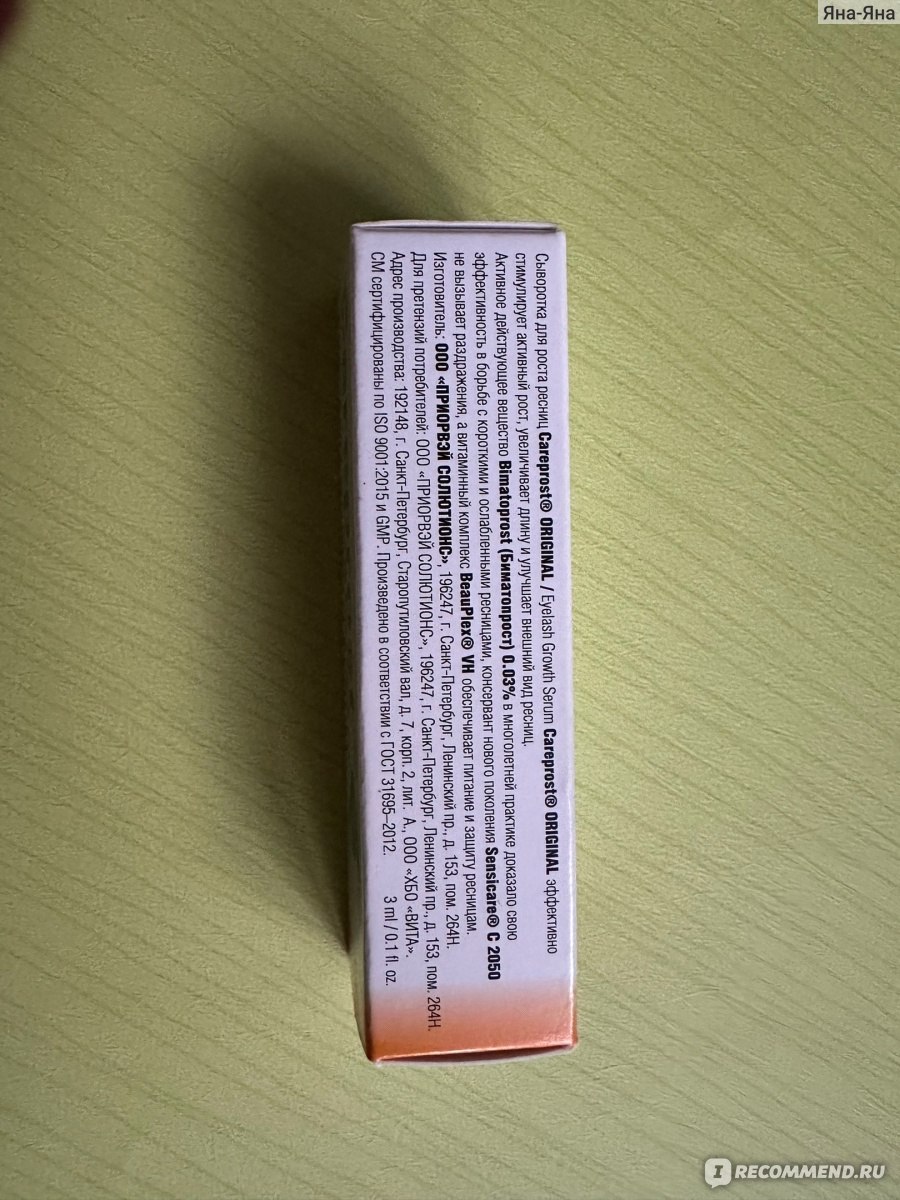 Яна-Яна
Сыворотка для роста ресниц Careprost® ORIGINAL / Eyelash Growth Serum Careprost® ORIGINAL эффективно
стимулирует активный рост, увеличивает длину и улучшает внешний вид ресниц.
Активное действующее вещество Bimatoprost (Биматопрост) 0.03% в многолетней практике доказало свою
эффективность в борьбе с короткими и ослабленными ресницами, консервант нового поколения Sensicare® C 2050
не вызывает раздражения, а витаминный комплекс BeauPlex® VH обеспечивает питание и защиту ресницам.
Изготовитель: ООО «ПРИОРВЭЙ СОЛЮТИОНС», 196247, г. Санкт-Петербург, Ленинский пр., д. 153, пом. 264Н.
Для претензий потребителей: ООО «ПРИОРВЭЙ СОЛЮТИОНС», 196247, г. Санкт-Петербург, Ленинский пр., д. 153, пом. 264Н.
Адрес производства: 192148, г. Санкт-Петербург, Старопутиловский вал, д. 7, корп. 2, лит. А., ООО «ХБО «ВИТА».
СМ сертифицированы по ISO 9001:2015 и GMP. Произведено в соответствии с ГОСТ 31695–2012.
3 ml / 0.1 fl. oz.
IRECOMMEND.RU